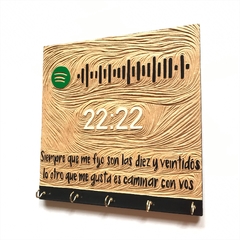 22:22
Siempre que me fijo son las diez y veintidós
lo otro que me gusta es caminar con vos